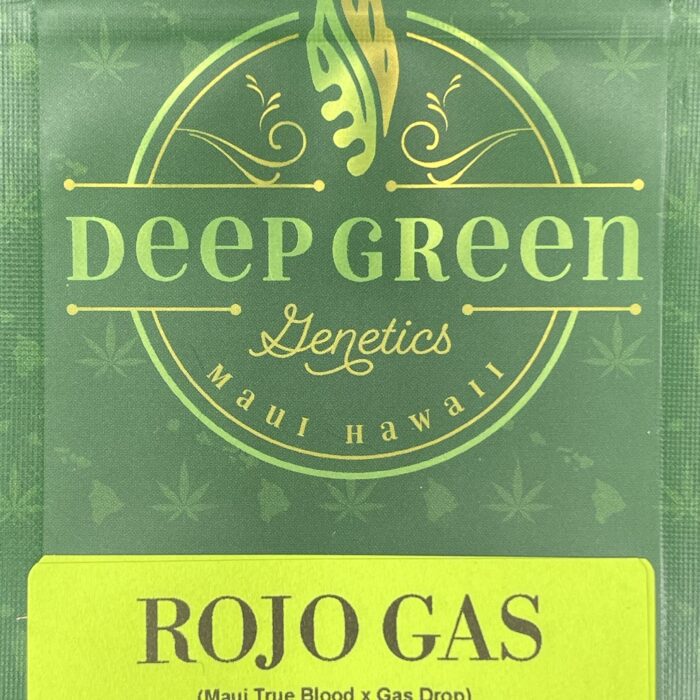 DeeP GReen
Genetics
Maui Hawaii
ROJO GAS
(Maui True Blood x Gas Drop)